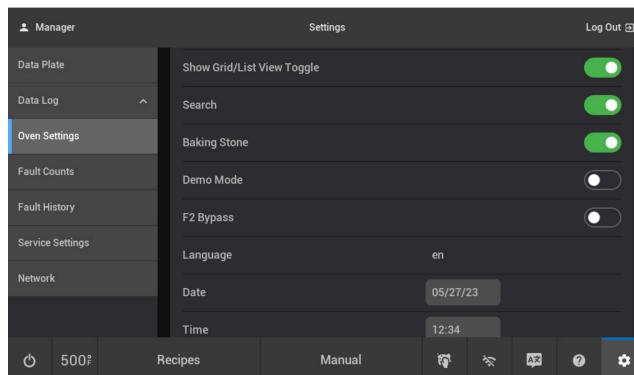 Manager Settings Log Out
Data Plate
Show Grid/List View Toggle
Data Log
Search
Oven Settings
Baking Stone
Fault Counts
Demo Mode
Fault History
F2 Bypass
Service Settings
Language en
Network
Date 05/27/23
Time 12:34
500°F Recipes Manual